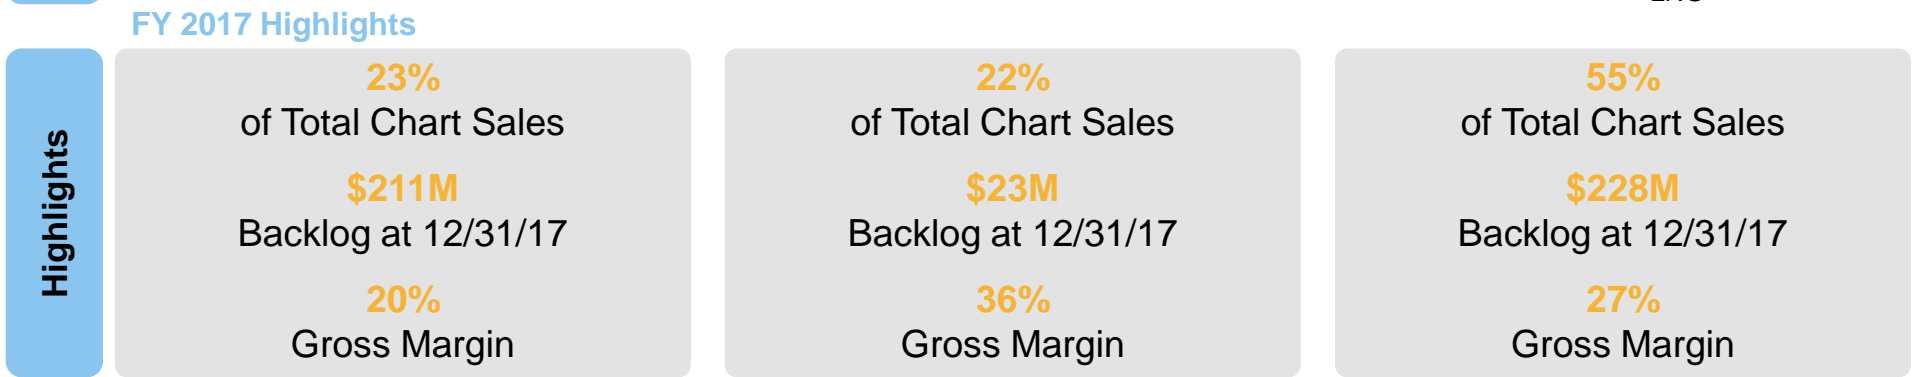 FY 2017 Highlights
Highlights
23%
of Total Chart Sales
$211M
Backlog at 12/31/17
20%
Gross Margin
22%
of Total Chart Sales
$23M
Backlog at 12/31/17
36%
Gross Margin
55%
of Total Chart Sales
$228M
Backlog at 12/31/17
27%
Gross Margin